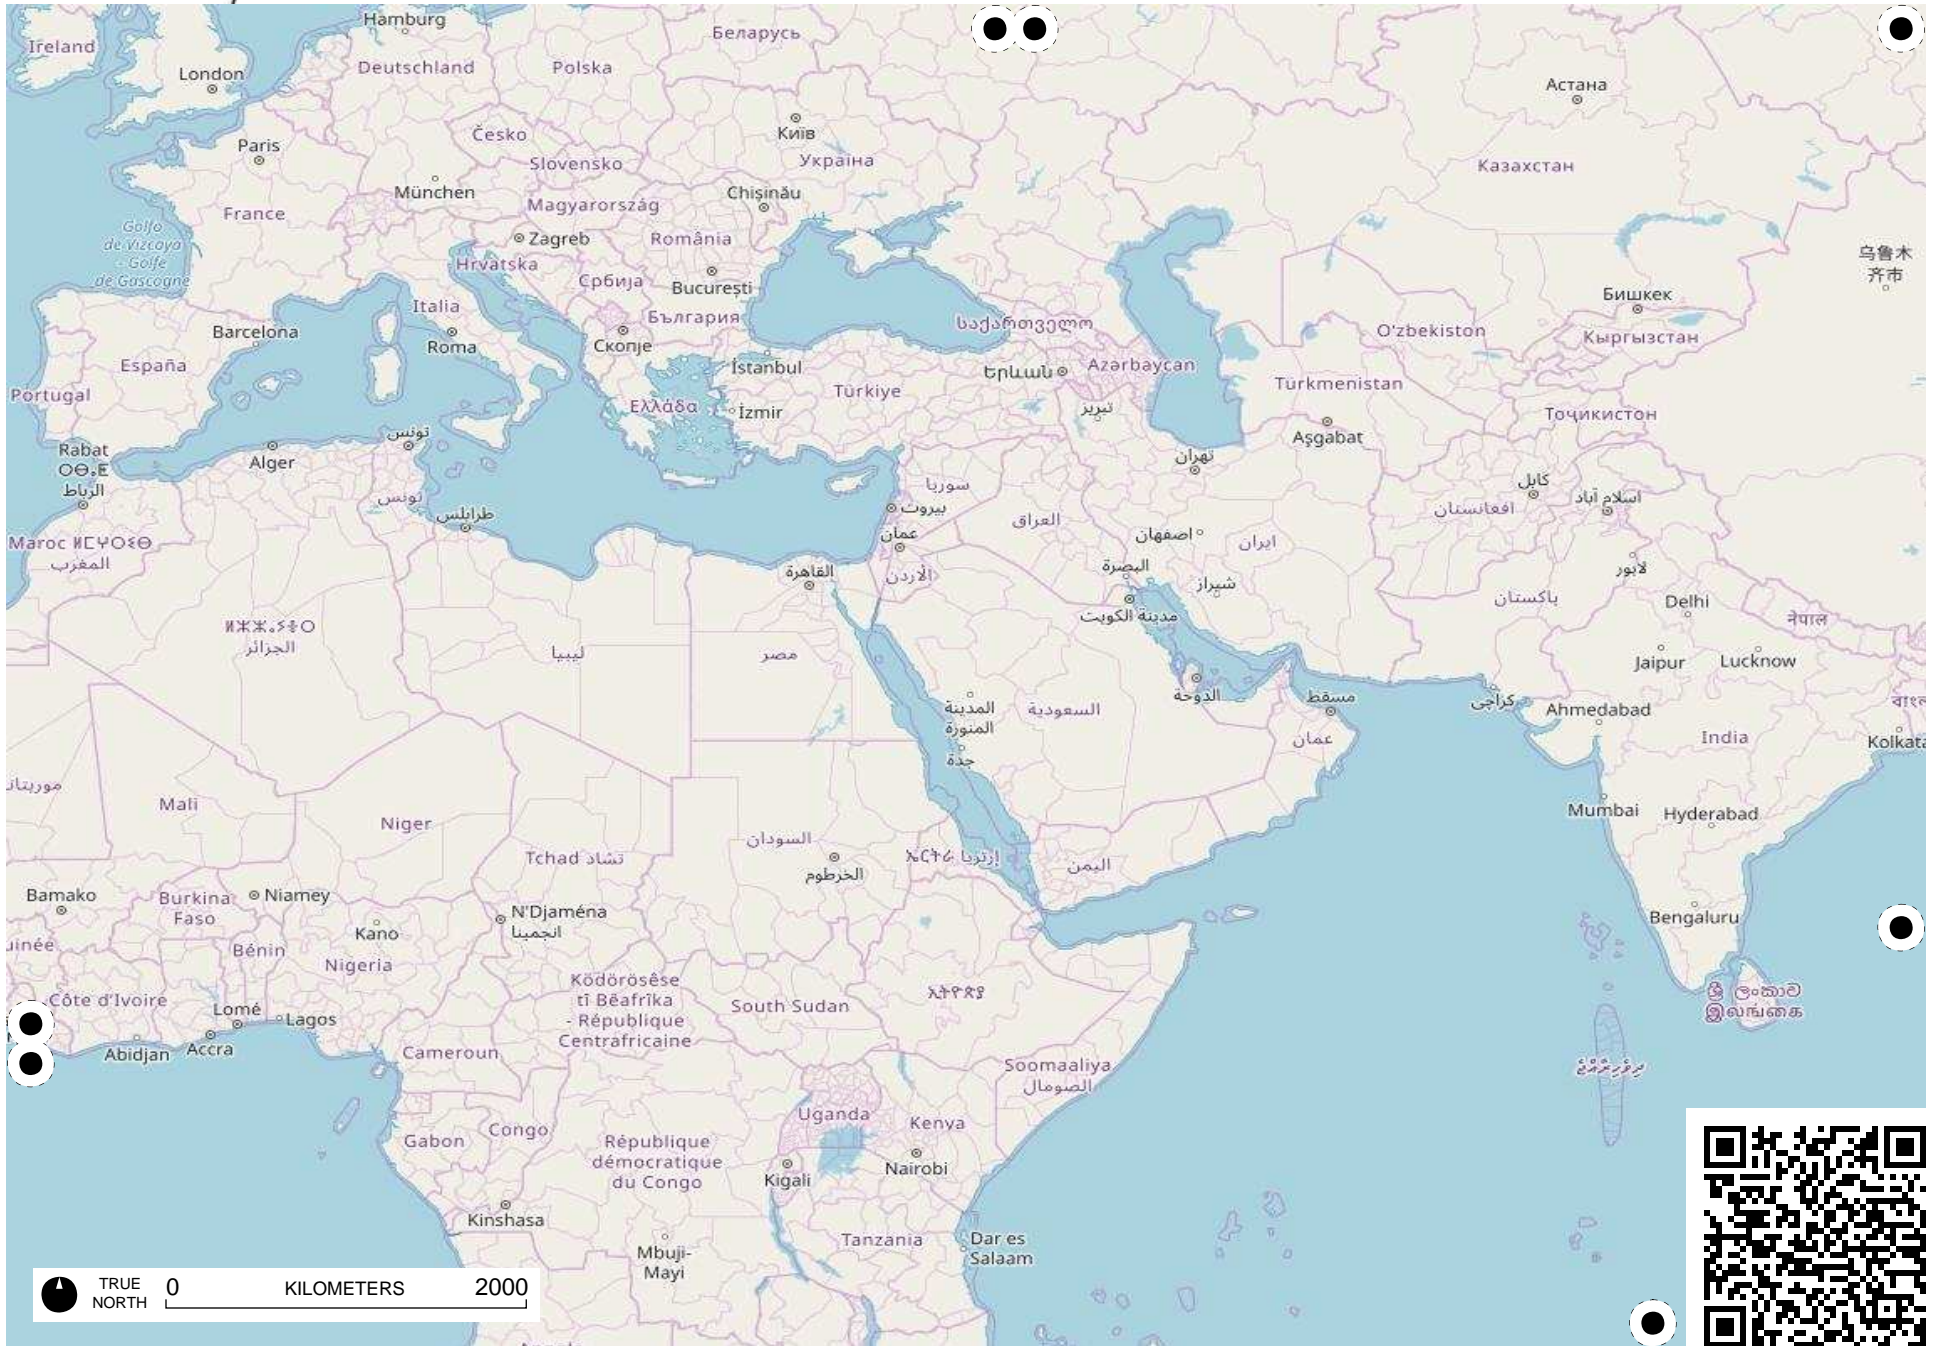 Hamburg
Беларусь
Ireland
London
Deutschland
Polska
Астана
Česko
Київ
Paris
Slovensko
Україна
Казахстан
München
Chișinău
France
Magyarország
Golfo
de Vizcaya
- Golfe
de Gascogne
Zagreb
România
乌鲁木
齐市
Hrvatska
Србија
București
Бишкек
Italia
България
საქართველო
O'zbekiston
Кыргызстан
Barcelona
Roma
Скопје
İstanbul
España
Türkiye
Երևան
Azərbaycan
Türkmenistan
Portugal
Ελλάδα
İzmir
تبریز
Тоҷикистон
تونس
Aşgabat
Rabat
ⵔⴱⴰⵟ
الرباط
Alger
تهران
كابل
اسلام آباد
تونس
سوريا
طرابلس
بيروت
العراق
افغانستان
عمان
اصفهان
ایران
Maroc ⵍⵎⵖⵔⵉⴱ
المغرب
القاهرة
الأردن
البصرة
شیراز
لاہور
مدينة الكويت
پاکستان
Delhi
नेपाल
ⵍⵣⵣⴰⵢⴻⵔ
الجزائر
ليبيا
مصر
Jaipur
Lucknow
الدوحة
مسقط
کراچی
المدينة
المنورة
السعودية
Ahmedabad
عمان
India
Kolkata
جدة
Mali
Niger
Mumbai
Hyderabad
السودان
Tchad تشاد
ኤርትራ إرتريا
اليمن
الخرطوم
Bamako
Burkina
Faso
Niamey
N'Djaména
انجمينا
Kano
Bengaluru
Bénin
Nigeria
Ködörösêse
tî Bêafrîka
- République
Centrafricaine
South Sudan
ኢትዮጵያ
ශ්‍රී ලංකාව
இலங்கை
Côte d'Ivoire
Lomé
Lagos
Abidjan
Accra
Cameroun
Soomaaliya
الصومال
ދިވެހިރާއްޖެ
Uganda
Kenya
Gabon
Congo
République
démocratique
du Congo
Kigali
Nairobi
Kinshasa
Mbuji-
Mayi
Tanzania
Dar es
Salaam
TRUE
NORTH
0 KILOMETERS 2000